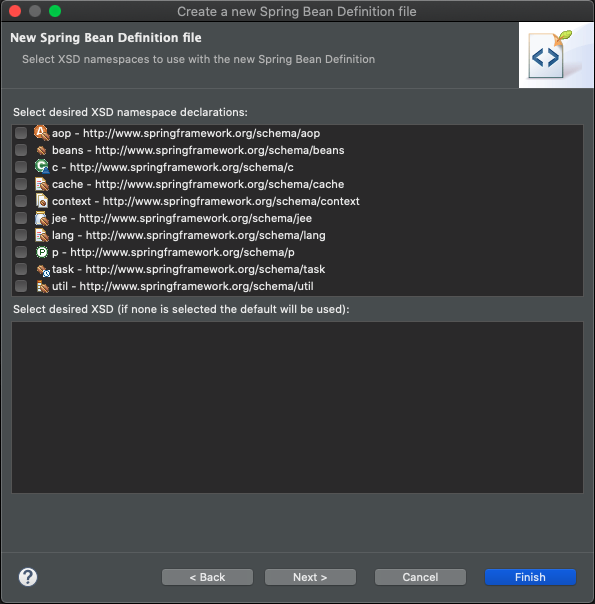 Create a new Spring Bean Definition file
New Spring Bean Definition file
Select XSD namespaces to use with the new Spring Bean Definition
Select desired XSD namespace declarations:
aop - http://www.springframework.org/schema/aop
beans - http://www.springframework.org/schema/beans
c - http://www.springframework.org/schema/c
cache - http://www.springframework.org/schema/cache
context - http://www.springframework.org/schema/context
jee - http://www.springframework.org/schema/jee
lang - http://www.springframework.org/schema/lang
p - http://www.springframework.org/schema/p
task - http://www.springframework.org/schema/task
util - http://www.springframework.org/schema/util
Select desired XSD (if none is selected the default will be used):
? < Back Next > Cancel Finish